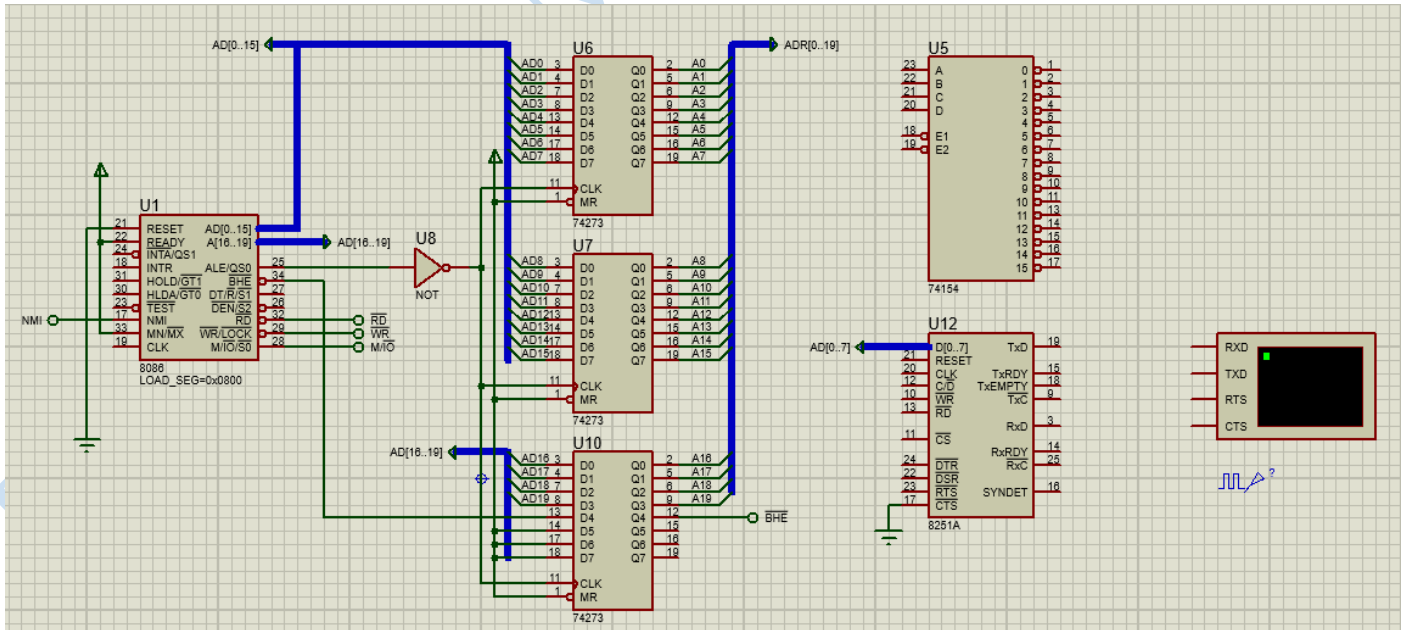 AD[0..15]
ADR[0..19]
U6
AD0 3 D0 Q0 2 A0
AD1 4 D1 Q1 5 A1
AD2 7 D2 Q2 6 A2
AD3 8 D3 Q3 9 A3
AD4 13 D4 Q4 12 A4
AD5 14 D5 Q5 15 A5
AD6 17 D6 Q6 16 A6
AD7 18 D7 Q7 19 A7
11 CLK
1 MR
74273
U5
23 A 0 1
22 B 1 2
21 C 2 3
20 D 3 4
4 5
18 E1 5 6
19 E2 6 7
7 8
8 9
9 10
10 11
11 13
12 14
13 15
14 16
15 17
74154
U1
21 RESET AD[0..15]
22 READY A[16..19] AD[16..19]
24 INTA/QS1
18 INTR ALE/QS0 25
31 HOLD/GT1 BHE 34
30 HLDA/GT0 DT/R/S1 27
23 TEST DEN/S2 26
NMI 17 NMI RD 32 RD
33 MN/MX WR/LOCK 29 WR
19 CLK M/IO/S0 28 M/IO
8086
LOAD_SEG=0x0800
U8
NOT
U7
AD8 3 D0 Q0 2 A8
AD9 4 D1 Q1 5 A9
AD10 7 D2 Q2 6 A10
AD11 8 D3 Q3 9 A11
AD12 13 D4 Q4 12 A12
AD13 14 D5 Q5 15 A13
AD14 17 D6 Q6 16 A14
AD15 18 D7 Q7 19 A15
11 CLK
1 MR
74273
U10
AD[16..19]
AD16 3 D0 Q0 2 A16
AD17 4 D1 Q1 5 A17
AD18 7 D2 Q2 6 A18
AD19 8 D3 Q3 9 A19
13 D4 Q4 12 BHE
14 D5 Q5 15
17 D6 Q6 16
18 D7 Q7 19
11 CLK
1 MR
74273
U12
AD[0..7] D[0..7] TxD 19
21 RESET
20 CLK TxRDY 15
12 C/D TxEMPTY 18
10 WR TxC 9
13 RD
RxD 3
11 CS
RxRDY 14
24 DTR RxC 25
22 DSR
23 RTS SYNDET 16
17 CTS
8251A
RXD
TXD
RTS
CTS
?